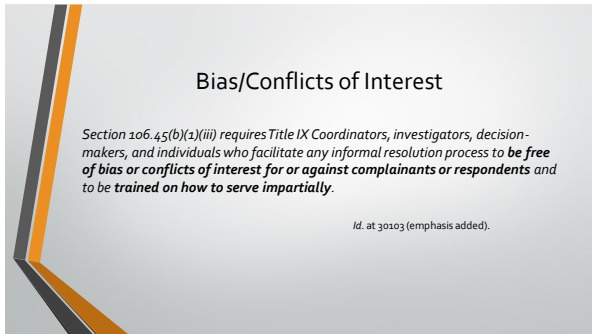 Bias/Conflicts of Interest
Section 106.45(b)(1)(iii) requires Title IX Coordinators, investigators, decision-
makers, and individuals who facilitate any informal resolution process to be free
of bias or conflicts of interest for or against complainants or respondents and
to be trained on how to serve impartially.
Id. at 30103 (emphasis added).